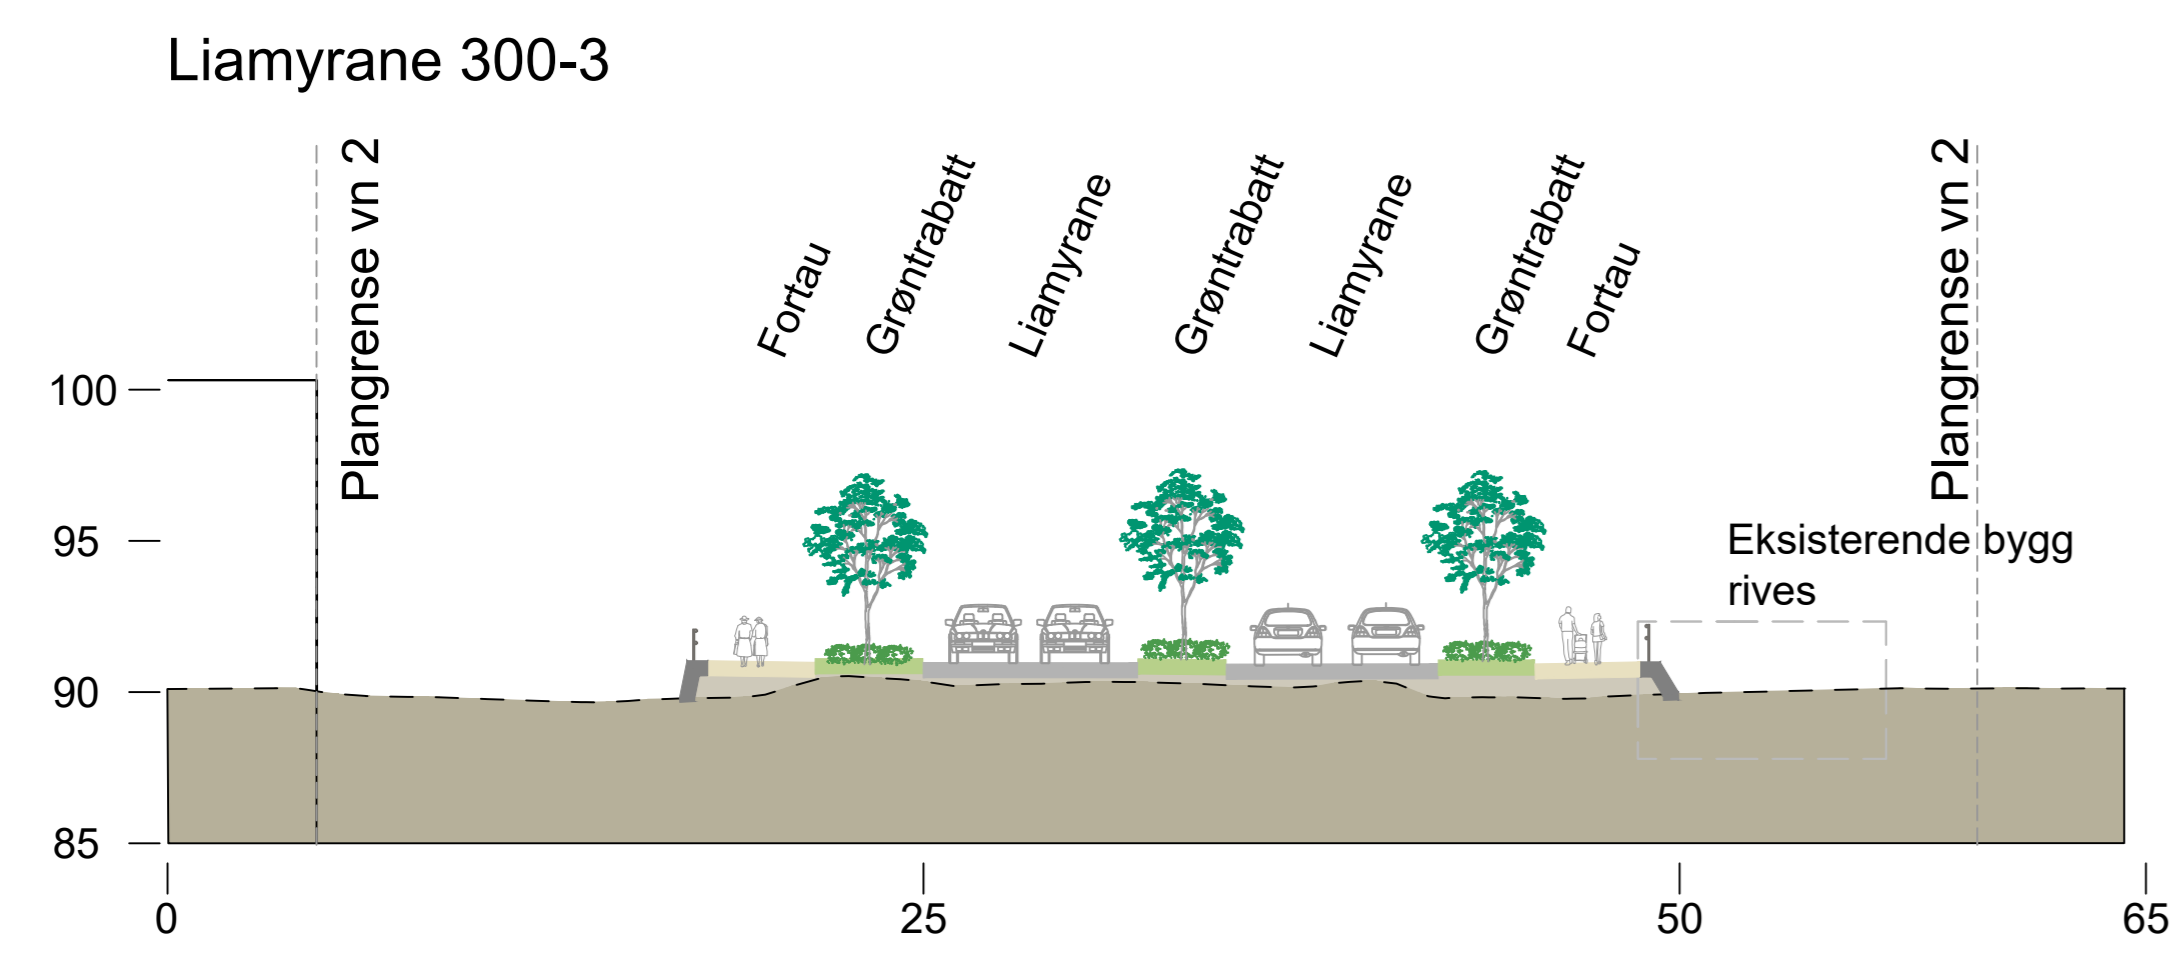 Liamyrane 300-3
Plangrense vn 2
Fortau
Grøntrabatt
Liamyrane
Grøntrabatt
Liamyrane
Grøntrabatt
Fortau
Plangrense vn 2
100
95
90
85
Eksisterende bygg
rives
0
25
50
65